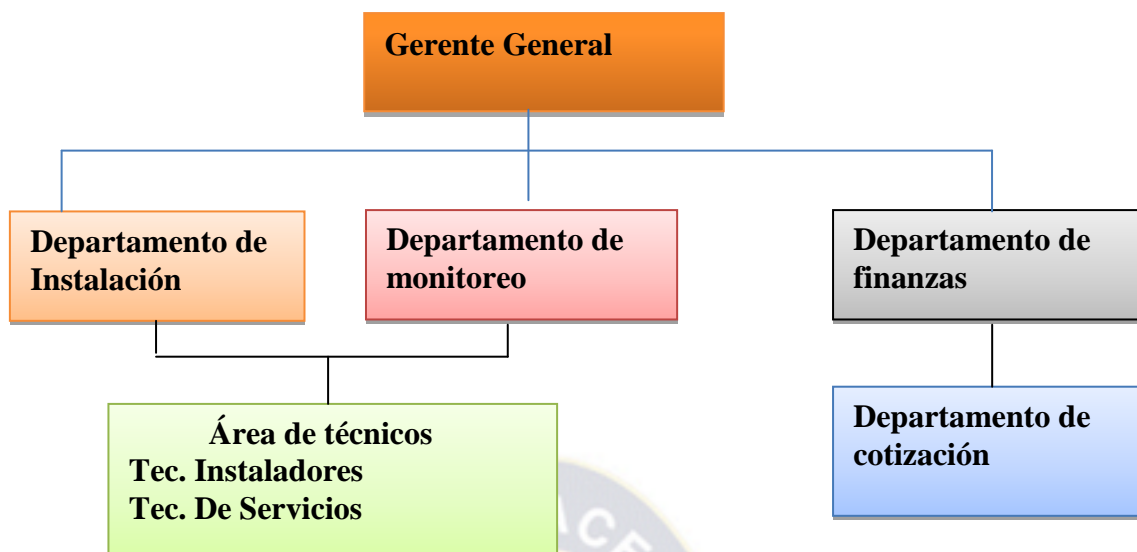 Gerente General
Departamento de
Instalación
Departamento de
monitoreo
Departamento de
finanzas
Área de técnicos
Tec. Instaladores
Tec. De Servicios
Departamento de
cotización
ACE